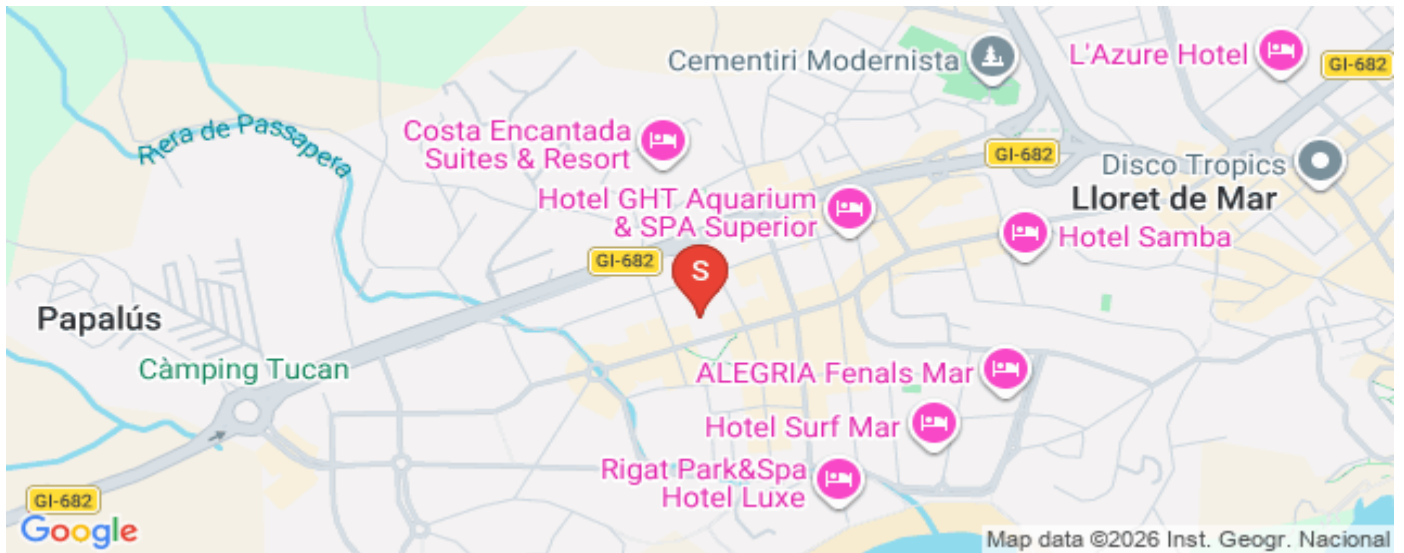 Cementiri Modernista
L'Azure Hotel
GI-682
Riera de Passapera
Costa Encantada
Suites & Resort
GI-682
Disco Tropics
Lloret de Mar
Hotel GHT Aquarium
& SPA Superior
Hotel Samba
GI-682
S
Papalús
Càmping Tucan
ALEGRIA Fenals Mar
Hotel Surf Mar
Rigat Park&Spa
Hotel Luxe
GI-682
Google
Map data ©2026 Inst. Geogr. Nacional